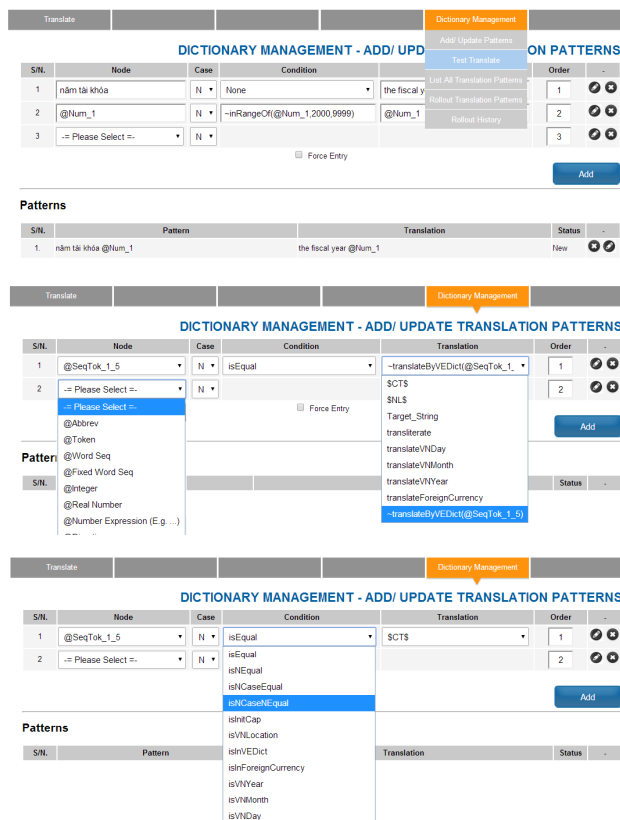 Translate Dictionary Management
Add/ Update Patterns
DICTIONARY MANAGEMENT - ADD/ UPD ON PATTERNS
Test Translate
S/N. Node Case Condition Order -
List All Translation Patterns
1 năm tài khóa N None the fiscal y 1
Rollout Translation Patterns
2 @Num_1 N ~inRangeOf(@Num_1,2000,9999) @Num_1 2
Rollout History
3 -= Please Select =- N 3
Force Entry
Add
Patterns
S/N. Pattern Translation Status -
1. năm tài khóa @Num_1 the fiscal year @Num_1 New
Translate Dictionary Management
DICTIONARY MANAGEMENT - ADD/ UPDATE TRANSLATION PATTERNS
S/N. Node Case Condition Translation Order -
1 @SeqTok_1_5 N isEqual ~translateByVEDict(@SeqTok_1_ 1
2 -= Please Select =- N $CT$ 2
-= Please Select =- Force Entry $NL$
@Abbrev Target_String
Add
@Token transliterate
@Word Seq translateVNDay
Patter
@Fixed Word Seq translateVNMonth
@Integer translateVNYear
S/N. Status -
@Real Number translateForeignCurrency
@Number Expression (E.g. ...) ~translateByVEDict(@SeqTok_1_5)
Translate Dictionary Management
DICTIONARY MANAGEMENT - ADD/ UPDATE TRANSLATION PATTERNS
S/N. Node Case Condition Translation Order -
1 @SeqTok_1_5 N isEqual $CT$ 1
2 -= Please Select =- N isEqual 2
isNEqual
isNCaseEqual
Add
isNCaseNEqual
isInitCap
Patterns
isVNLocation
S/N. Pattern isInVEDict Translation Status -
isInForeignCurrency
isVNYear
isVNMonth
isVNDay